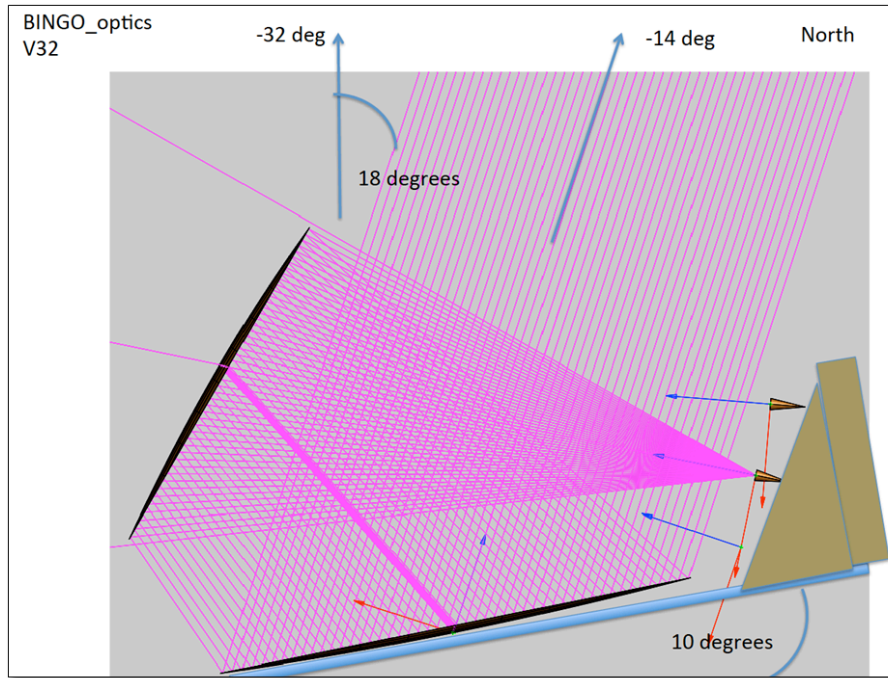 BINGO_optics
V32
-32 deg
-14 deg
North
18 degrees
10 degrees